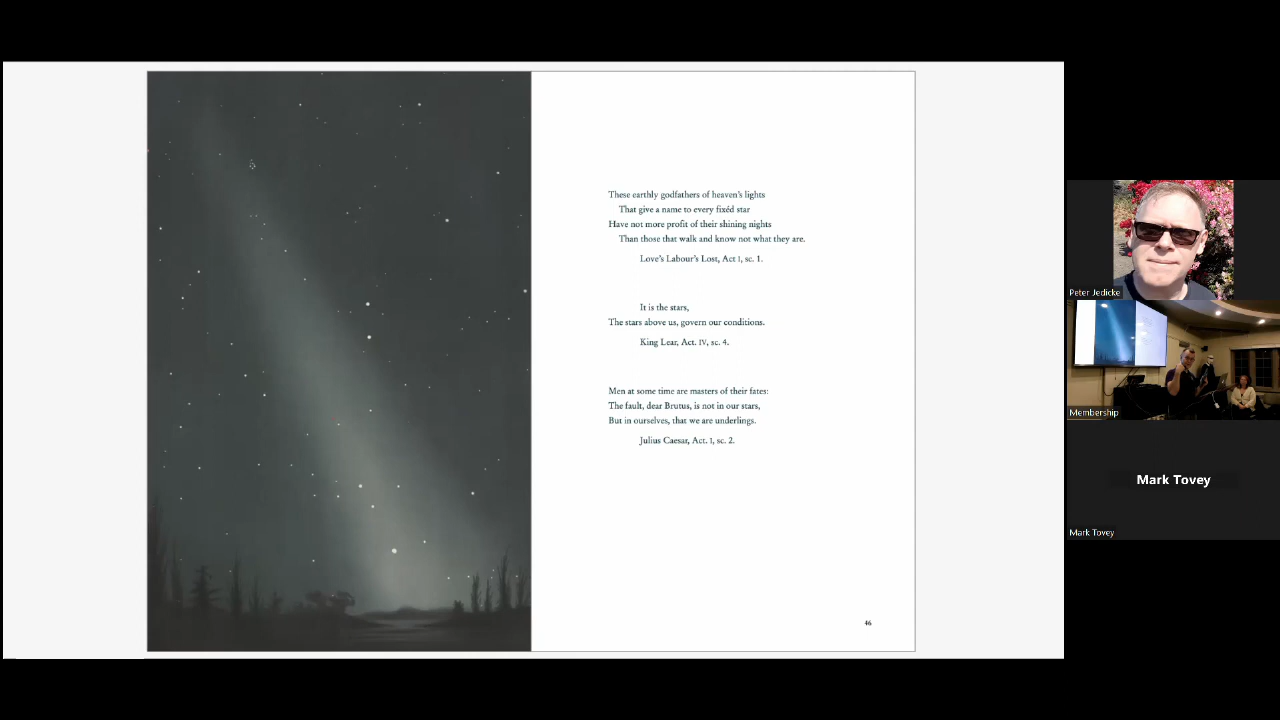 These earthly godfathers of heaven's lights
That give a name to every fixéd star
Have not more profit of their shining nights
Than those that walk and know not what they are.
Love's Labour's Lost, Act I, sc. 1.
It is the stars,
The stars above us, govern our conditions.
King Lear, Act. IV, sc. 4.
Men at some time are masters of their fates:
The fault, dear Brutus, is not in our stars,
But in ourselves, that we are underlings.
Julius Caesar, Act. I, sc. 2.
46
Peter Jedicke
Membership
Mark Tovey
Mark Tovey